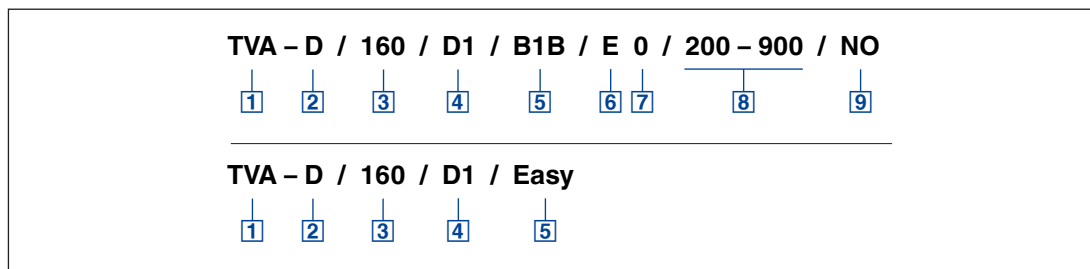 TVA – D / 160 / D1 / B1B / E 0 / 200 – 900 / NO
1 2 3 4 5 6 7 8 9
TVA – D / 160 / D1 / Easy
1 2 3 4 5